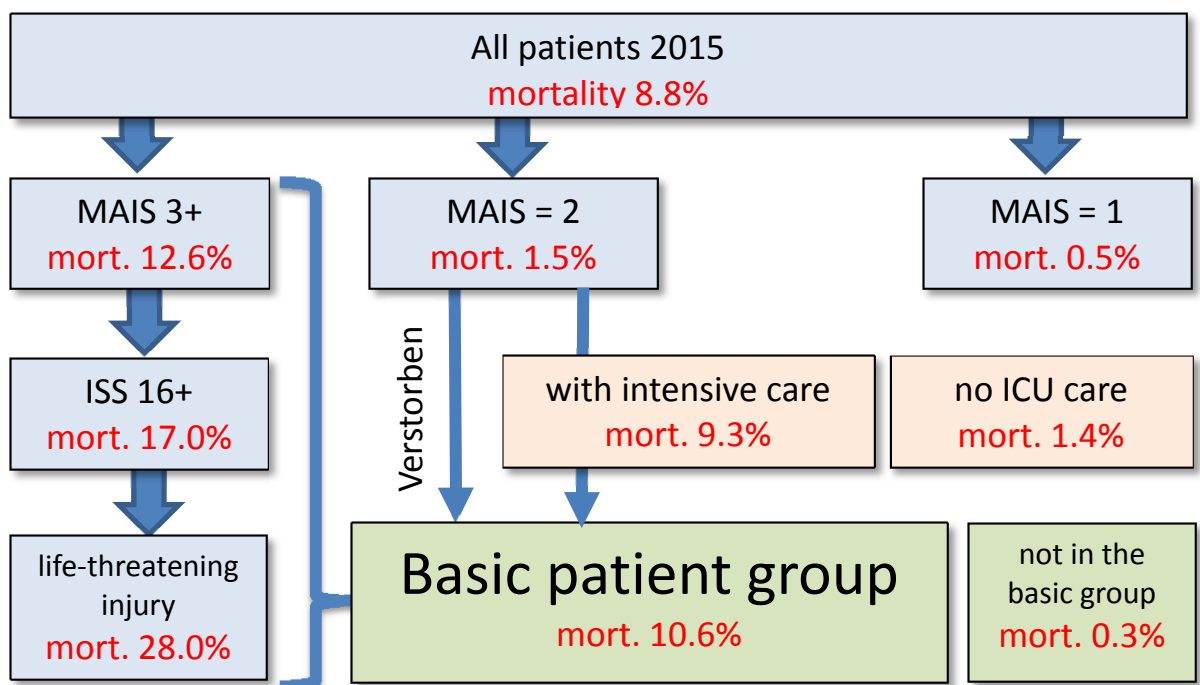 All patients 2015
mortality 8.8%
MAIS 3+
mort. 12.6%
MAIS = 2
mort. 1.5%
MAIS = 1
mort. 0.5%
Verstorben
ISS 16+
mort. 17.0%
with intensive care
mort. 9.3%
no ICU care
mort. 1.4%
life-threatening
injury
mort. 28.0%
Basic patient group
mort. 10.6%
not in the
basic group
mort. 0.3%